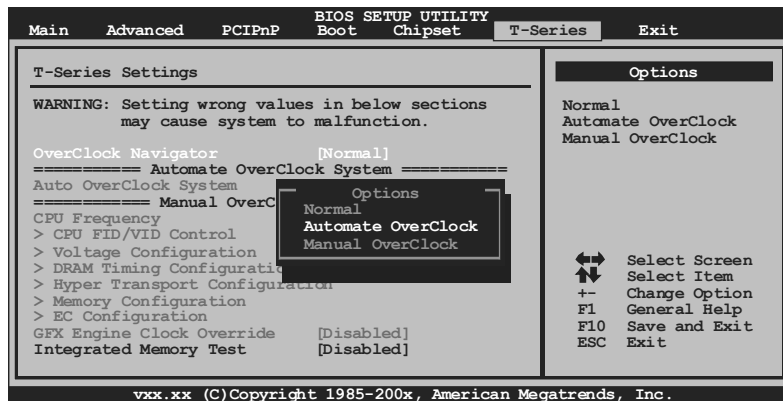 BIOS SETUP UTILITY
Main Advanced PCIPnP Boot Chipset T-Series Exit
T-Series Settings
WARNING: Setting wrong values in below sections
may cause system to malfunction.
OverClock Navigator [Normal]
=========== Automate OverClock System ===========
Auto OverClock System
============ Manual OverC
CPU Frequency
> CPU FID/VID Control
> Voltage Configuration
> DRAM Timing Configuratio
> Hyper Transport Configuration
> Memory Configuration
> EC Configuration
GFX Engine Clock Override [Disabled]
Integrated Memory Test [Disabled]
Options
Normal
Automate OverClock
Manual OverClock
Options
Normal
Automate OverClock
Manual OverClock
Select Screen
Select Item
+- Change Option
F1 General Help
F10 Save and Exit
ESC Exit
vxx.xx (C)Copyright 1985-200x, American Megatrends, Inc.